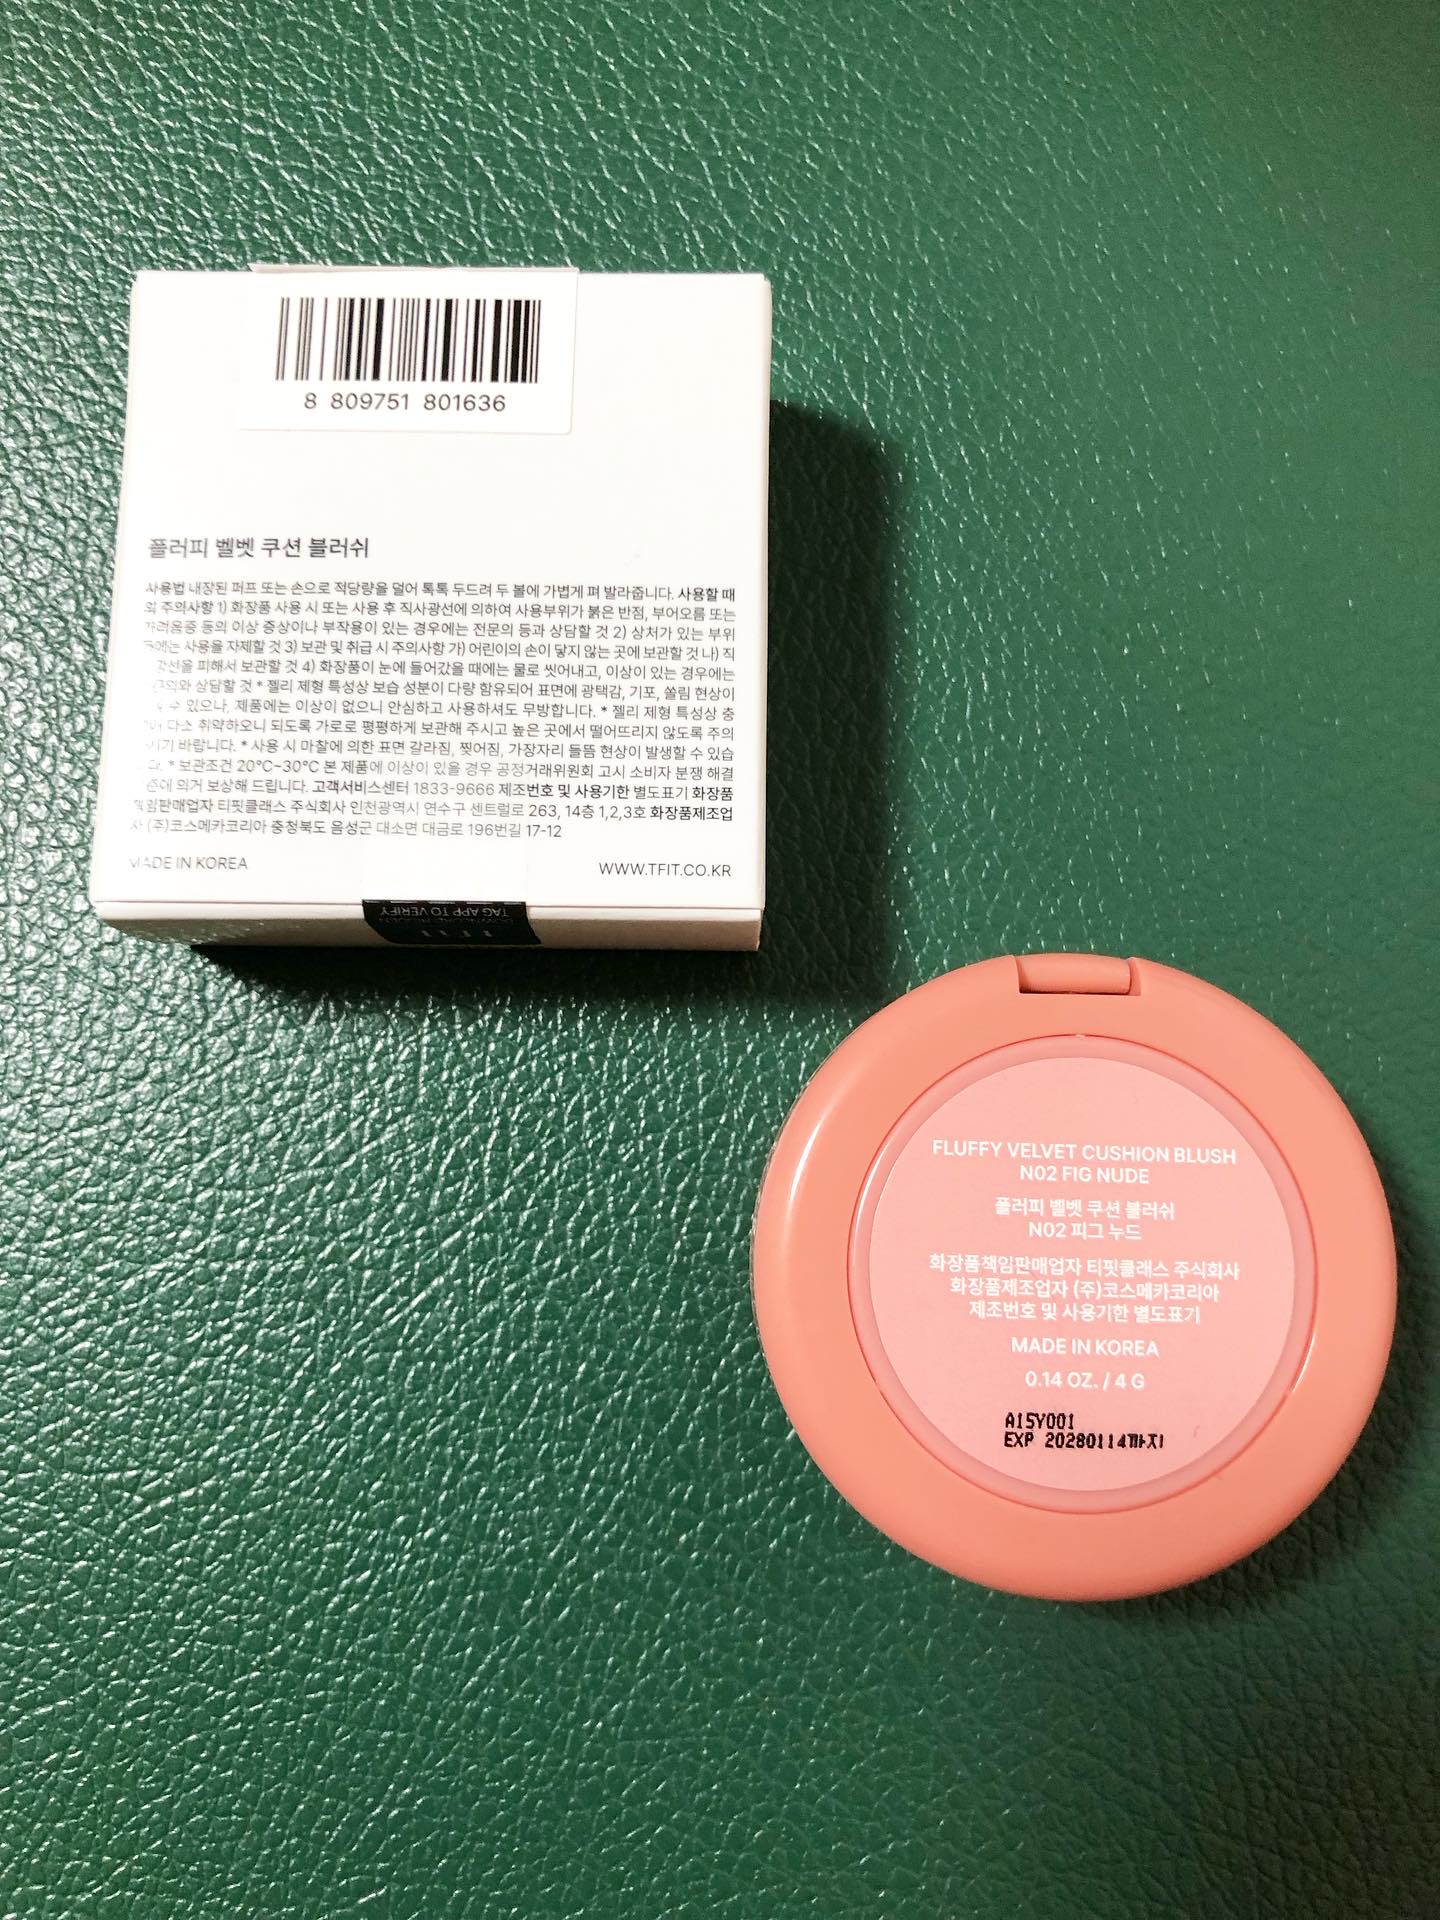 8 809751 801636
플러피 벨벳 쿠션 블러쉬
사용법 내장된 퍼프 또는 손으로 적당량을 덜어 톡톡 두드려 두 볼에 가볍게 펴 발라줍니다. 사용할 때
의 주의사항 1) 화장품 사용 시 또는 사용 후 직사광선에 의하여 사용부위가 붉은 반점, 부어오름 또는
가려움증 등의 이상 증상이나 부작용이 있는 경우에는 전문의 등과 상담할 것 2) 상처가 있는 부위
등에는 사용을 자제할 것 3) 보관 및 취급 시 주의사항 가) 어린이의 손이 닿지 않는 곳에 보관할 것 나) 직
사광선을 피해서 보관할 것 4) 화장품이 눈에 들어갔을 때에는 물로 씻어내고, 이상이 있는 경우에는
전문의와 상담할 것 * 젤리 제형 특성상 보습 성분이 다량 함유되어 표면에 광택감, 기포, 쏠림 현상이
수 있으나, 제품에는 이상이 없으니 안심하고 사용하셔도 무방합니다. * 젤리 제형 특성상 충
다소 취약하오니 되도록 가로로 평평하게 보관해 주시고 높은 곳에서 떨어뜨리지 않도록 주의
바랍니다. * 사용 시 마찰에 의한 표면 갈라짐, 찢어짐, 가장자리 들뜸 현상이 발생할 수 있습
니다. * 보관조건 20°C~30°C 본 제품에 이상이 있을 경우 공정거래위원회 고시 소비자 분쟁 해결
기준에 의거 보상해 드립니다. 고객서비스센터 1833-9666 제조번호 및 사용기한 별도표기 화장품
책임판매업자 티핏클래스 주식회사 인천광역시 연수구 센트럴로 263, 14층 1,2,3호 화장품제조업
자 (주)코스메카코리아 충청북도 음성군 대소면 대금로 196번길 17-12
MADE IN KOREA WWW.TFIT.CO.KR
TAG APP TO VERIFY
FLUFFY VELVET CUSHION BLUSH
N02 FIG NUDE
플러피 벨벳 쿠션 블러쉬
N02 피그 누드
화장품책임판매업자 티핏클래스 주식회사
화장품제조업자 (주)코스메카코리아
제조번호 및 사용기한 별도표기
MADE IN KOREA
0.14 OZ. / 4 G
A15Y001
EXP 20280114까지